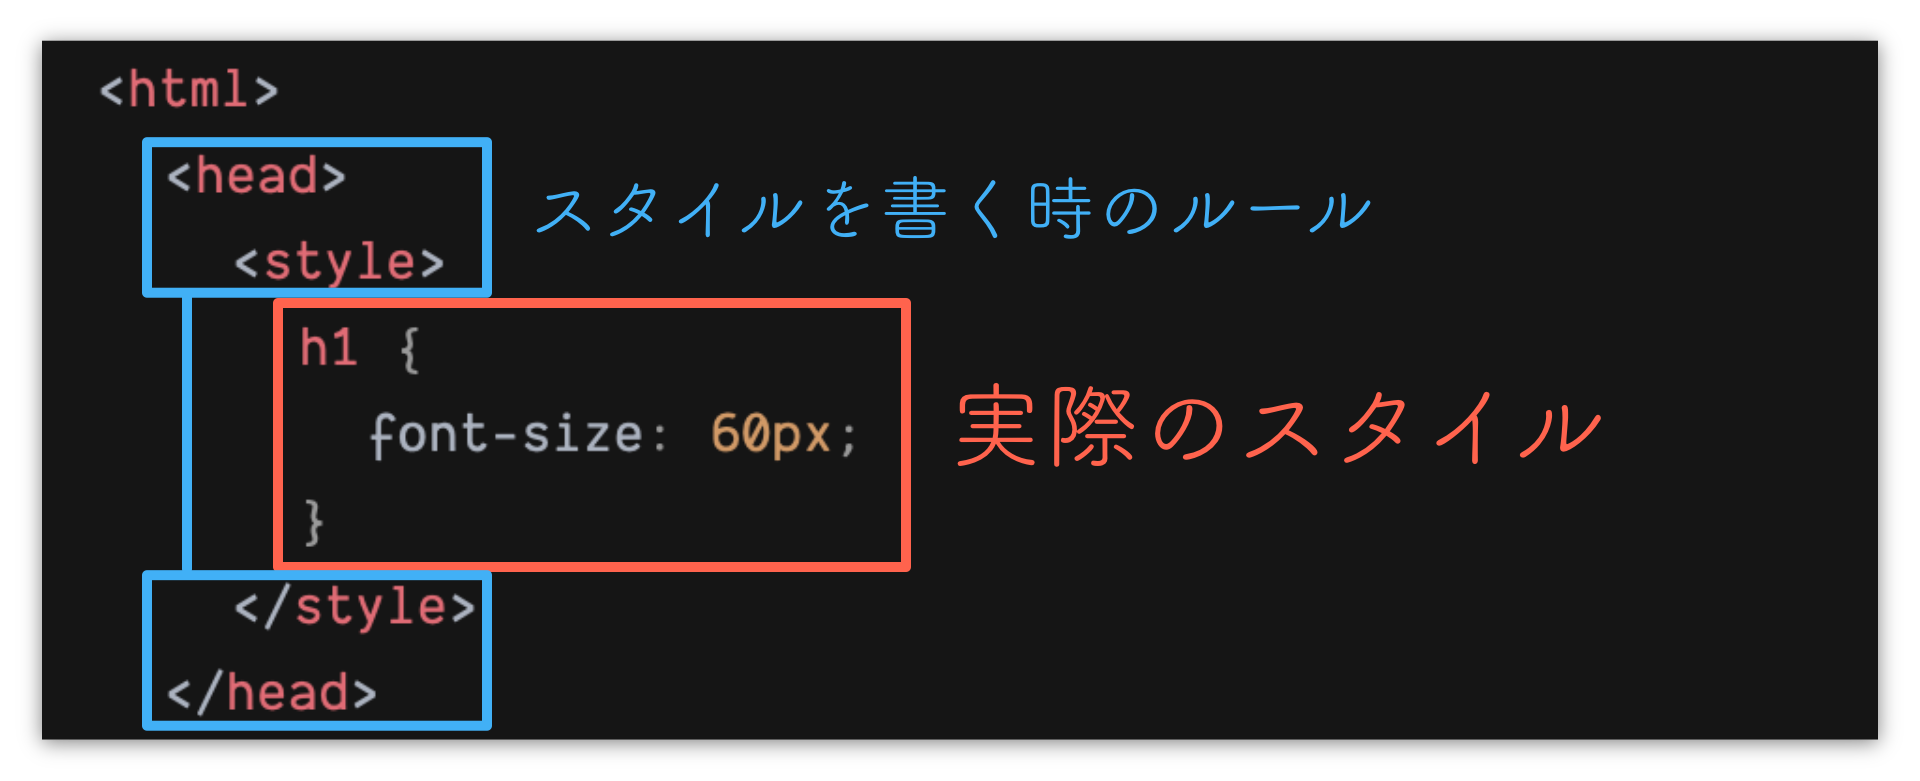 <html>
<head>
スタイルを書く時のルール
<style>
h1 {
font-size: 60px;
実際のスタイル
}
</style>
</head>